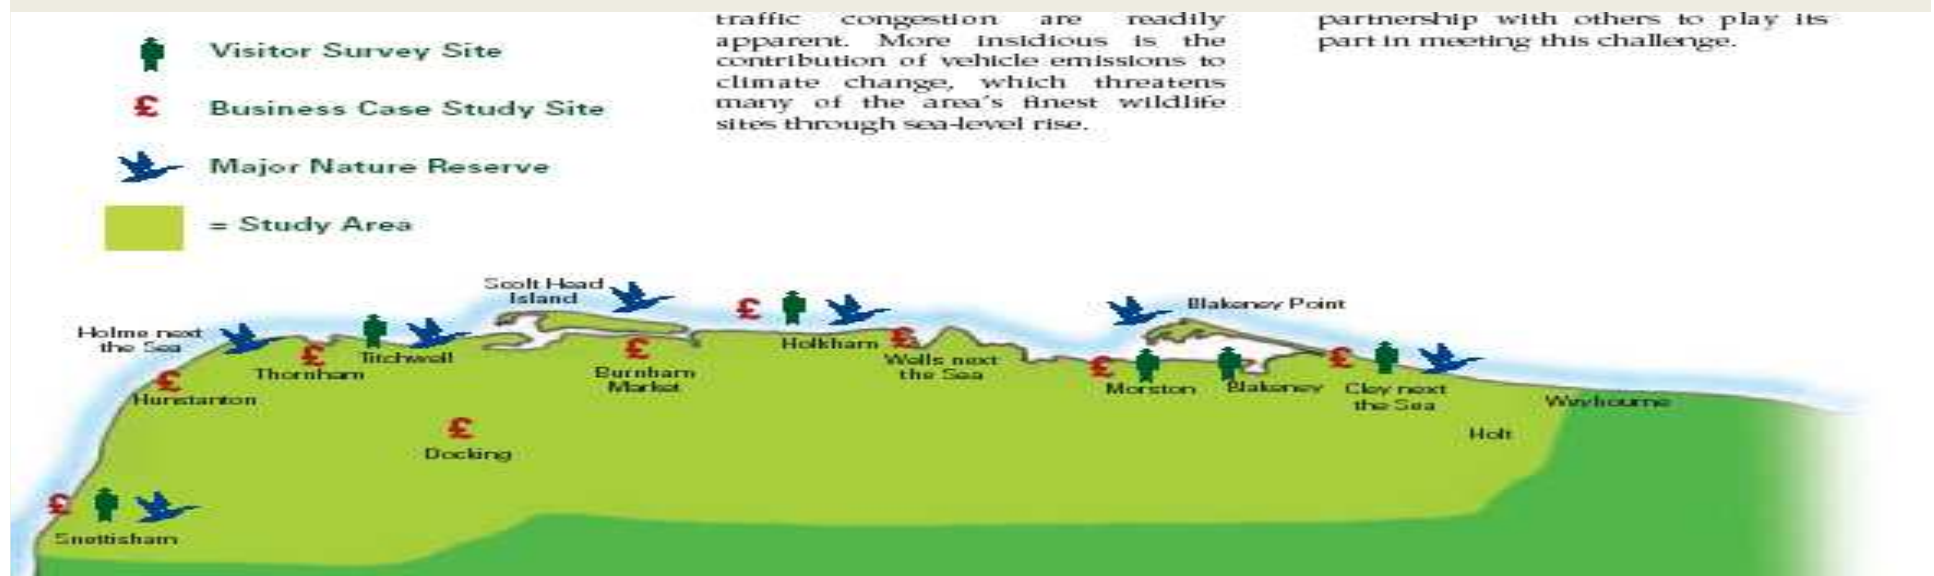 Visitor Survey Site
Business Case Study Site
Major Nature Reserve
= Study Area
traffic congestion are readily
apparent. More insidious is the
contribution of vehicle emissions to
climate change, which threatens
many of the area's finest wildlife
sites through sea-level rise.
partnership with others to play its
part in meeting this challenge.
Scolt Head
Island
Blakeney Point
Holme next
the Sea
Titchwell
Holkham
Thornham
Burnham
Market
Wells next
the Sea
Morston
Blakeney
Cley next
the Sea
Weybourne
Hunstanton
Holt
Docking
Snettisham